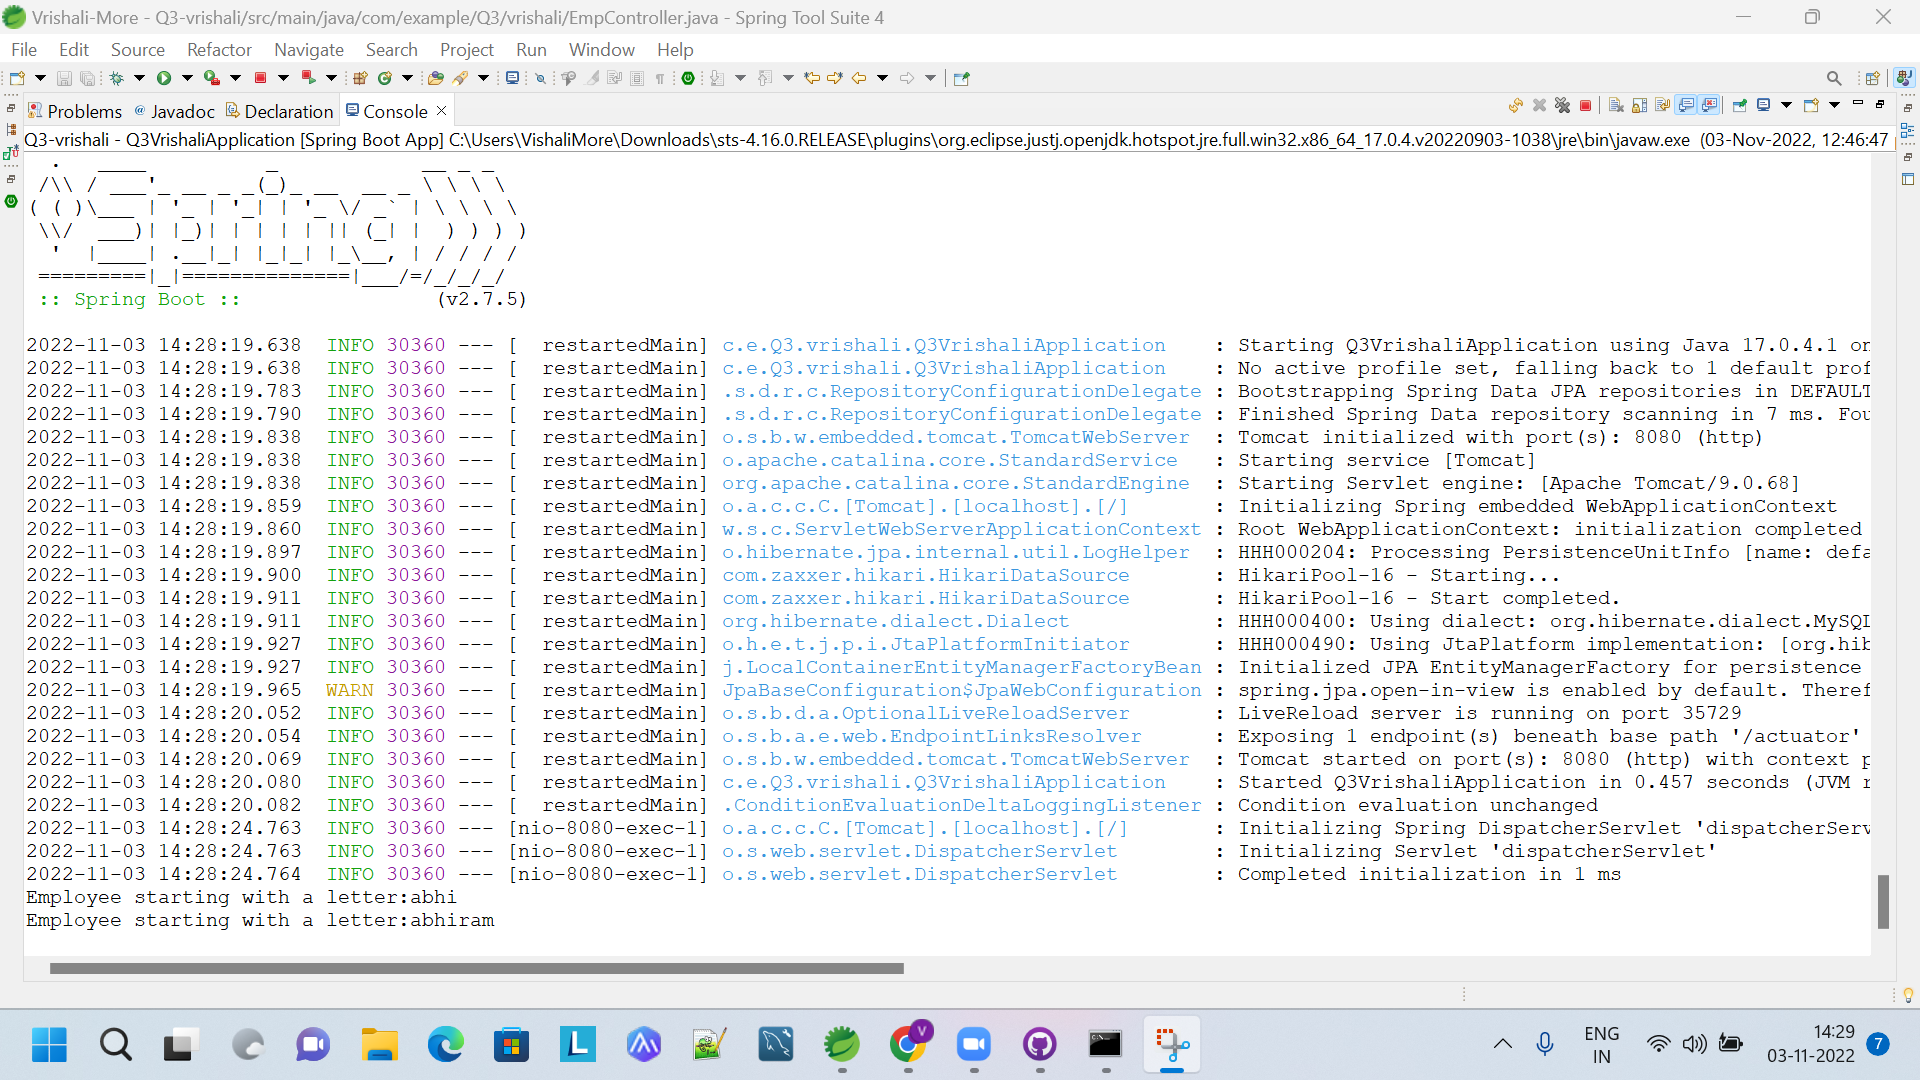 Vrishali-More - Q3-vrishali/src/main/java/com/example/Q3/vrishali/EmpController.java - Spring Tool Suite 4
File Edit Source Refactor Navigate Search Project Run Window Help
Problems @ Javadoc Declaration Console
Q3-vrishali - Q3VrishaliApplication [Spring Boot App] C:\Users\VishaliMore\Downloads\sts-4.16.0.RELEASE\plugins\org.eclipse.justj.openjdk.hotspot.jre.full.win32.x86_64_17.0.4.v20220903-1038\jre\bin\javaw.exe (03-Nov-2022, 12:46:47
Spring
:: Spring Boot :: (v2.7.5)
2022-11-03 14:28:19.638 INFO 30360 --- [ restartedMain] c.e.Q3.vrishali.Q3VrishaliApplication : Starting Q3VrishaliApplication using Java 17.0.4.1 on
2022-11-03 14:28:19.638 INFO 30360 --- [ restartedMain] c.e.Q3.vrishali.Q3VrishaliApplication : No active profile set, falling back to 1 default prof
2022-11-03 14:28:19.783 INFO 30360 --- [ restartedMain] .s.d.r.c.RepositoryConfigurationDelegate : Bootstrapping Spring Data JPA repositories in DEFAULT
2022-11-03 14:28:19.790 INFO 30360 --- [ restartedMain] .s.d.r.c.RepositoryConfigurationDelegate : Finished Spring Data repository scanning in 7 ms. Fou
2022-11-03 14:28:19.838 INFO 30360 --- [ restartedMain] o.s.b.w.embedded.tomcat.TomcatWebServer : Tomcat initialized with port(s): 8080 (http)
2022-11-03 14:28:19.838 INFO 30360 --- [ restartedMain] o.apache.catalina.core.StandardService : Starting service [Tomcat]
2022-11-03 14:28:19.838 INFO 30360 --- [ restartedMain] org.apache.catalina.core.StandardEngine : Starting Servlet engine: [Apache Tomcat/9.0.68]
2022-11-03 14:28:19.859 INFO 30360 --- [ restartedMain] o.a.c.c.C.[Tomcat].[localhost].[/] : Initializing Spring embedded WebApplicationContext
2022-11-03 14:28:19.860 INFO 30360 --- [ restartedMain] w.s.c.ServletWebServerApplicationContext : Root WebApplicationContext: initialization completed
2022-11-03 14:28:19.897 INFO 30360 --- [ restartedMain] o.hibernate.jpa.internal.util.LogHelper : HHH000204: Processing PersistenceUnitInfo [name: defa
2022-11-03 14:28:19.900 INFO 30360 --- [ restartedMain] com.zaxxer.hikari.HikariDataSource : HikariPool-16 - Starting...
2022-11-03 14:28:19.911 INFO 30360 --- [ restartedMain] com.zaxxer.hikari.HikariDataSource : HikariPool-16 - Start completed.
2022-11-03 14:28:19.911 INFO 30360 --- [ restartedMain] org.hibernate.dialect.Dialect : HHH000400: Using dialect: org.hibernate.dialect.MySQL
2022-11-03 14:28:19.927 INFO 30360 --- [ restartedMain] o.h.e.t.j.p.i.JtaPlatformInitiator : HHH000490: Using JtaPlatform implementation: [org.hib
2022-11-03 14:28:19.927 INFO 30360 --- [ restartedMain] j.LocalContainerEntityManagerFactoryBean : Initialized JPA EntityManagerFactory for persistence
2022-11-03 14:28:19.965 WARN 30360 --- [ restartedMain] JpaBaseConfiguration$JpaWebConfiguration : spring.jpa.open-in-view is enabled by default. Theref
2022-11-03 14:28:20.052 INFO 30360 --- [ restartedMain] o.s.b.d.a.OptionalLiveReloadServer : LiveReload server is running on port 35729
2022-11-03 14:28:20.054 INFO 30360 --- [ restartedMain] o.s.b.a.e.web.EndpointLinksResolver : Exposing 1 endpoint(s) beneath base path '/actuator'
2022-11-03 14:28:20.069 INFO 30360 --- [ restartedMain] o.s.b.w.embedded.tomcat.TomcatWebServer : Tomcat started on port(s): 8080 (http) with context p
2022-11-03 14:28:20.080 INFO 30360 --- [ restartedMain] c.e.Q3.vrishali.Q3VrishaliApplication : Started Q3VrishaliApplication in 0.457 seconds (JVM r
2022-11-03 14:28:20.082 INFO 30360 --- [ restartedMain] .ConditionEvaluationDeltaLoggingListener : Condition evaluation unchanged
2022-11-03 14:28:24.763 INFO 30360 --- [nio-8080-exec-1] o.a.c.c.C.[Tomcat].[localhost].[/] : Initializing Spring DispatcherServlet 'dispatcherServ
2022-11-03 14:28:24.763 INFO 30360 --- [nio-8080-exec-1] o.s.web.servlet.DispatcherServlet : Initializing Servlet 'dispatcherServlet'
2022-11-03 14:28:24.764 INFO 30360 --- [nio-8080-exec-1] o.s.web.servlet.DispatcherServlet : Completed initialization in 1 ms
Employee starting with a letter:abhi
Employee starting with a letter:abhiram
L V ENG 14:29 7
IN 03-11-2022